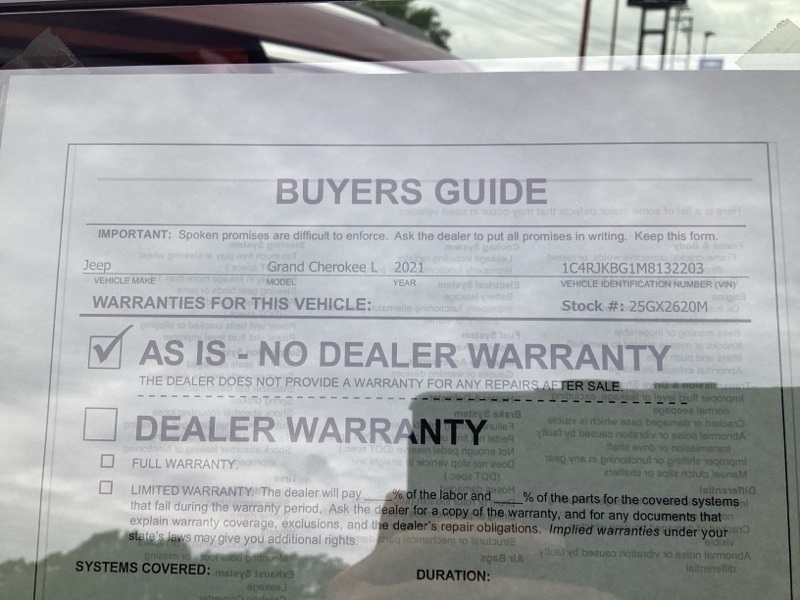 BUYERS GUIDE
IMPORTANT: Spoken promises are difficult to enforce. Ask the dealer to put all promises in writing. Keep this form.
Jeep Grand Cherokee L 2021 1C4RJKBG1M8132203
VEHICLE MAKE MODEL YEAR VEHICLE IDENTIFICATION NUMBER (VIN)
WARRANTIES FOR THIS VEHICLE: Stock #: 25GX2620M
AS IS - NO DEALER WARRANTY
THE DEALER DOES NOT PROVIDE A WARRANTY FOR ANY REPAIRS AFTER SALE.
DEALER WARRANTY
FULL WARRANTY.
LIMITED WARRANTY. The dealer will pay ____% of the labor and ____% of the parts for the covered systems
that fail during the warranty period. Ask the dealer for a copy of the warranty, and for any documents that
explain warranty coverage, exclusions, and the dealer's repair obligations. Implied warranties under your
state's laws may give you additional rights.
SYSTEMS COVERED: DURATION: